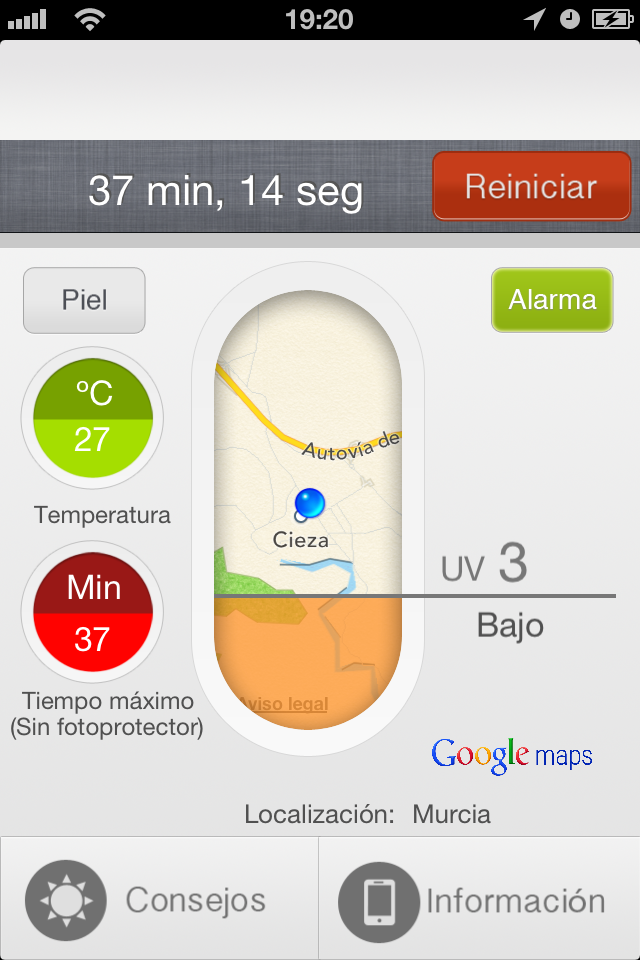 19:20
37 min, 14 seg
Reiniciar
Piel
Alarma
ºC
27
Temperatura
Autovía de
Cieza
UV 3
Bajo
Min
37
Tiempo máximo
(Sin fotoprotector)
Aviso legal
Google maps
Localización: Murcia
Consejos
Información